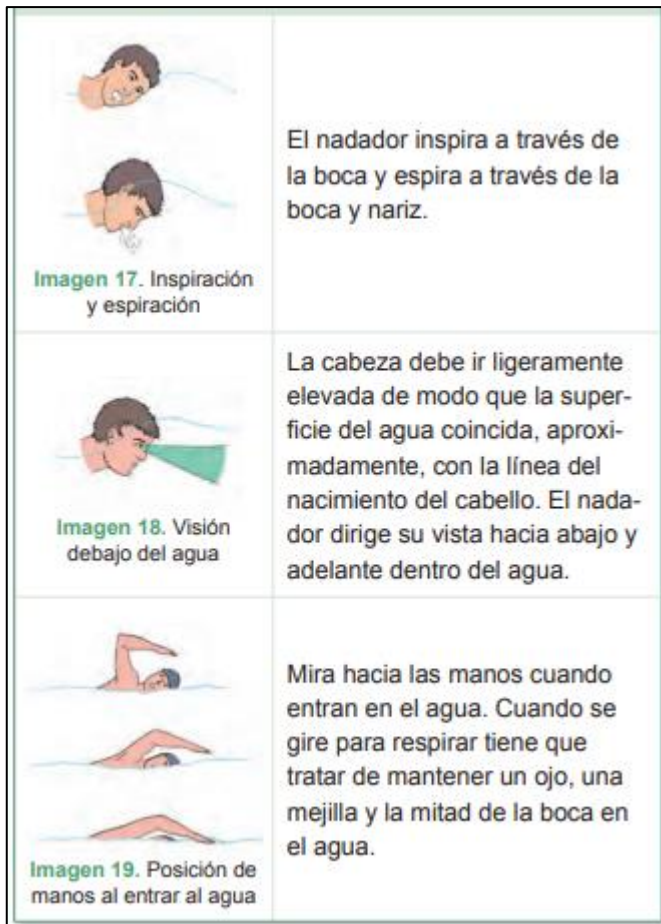 El nadador inspira a través de
la boca y espira a través de la
boca y nariz.
Imagen 17. Inspiración
y espiración
La cabeza debe ir ligeramente
elevada de modo que la super-
ficie del agua coincida, aproxi-
madamente, con la línea del
nacimiento del cabello. El nada-
dor dirige su vista hacia abajo y
adelante dentro del agua.
Imagen 18. Visión
debajo del agua
Mira hacia las manos cuando
entran en el agua. Cuando se
gire para respirar tiene que
tratar de mantener un ojo, una
mejilla y la mitad de la boca en
el agua.
Imagen 19. Posición de
manos al entrar al agua